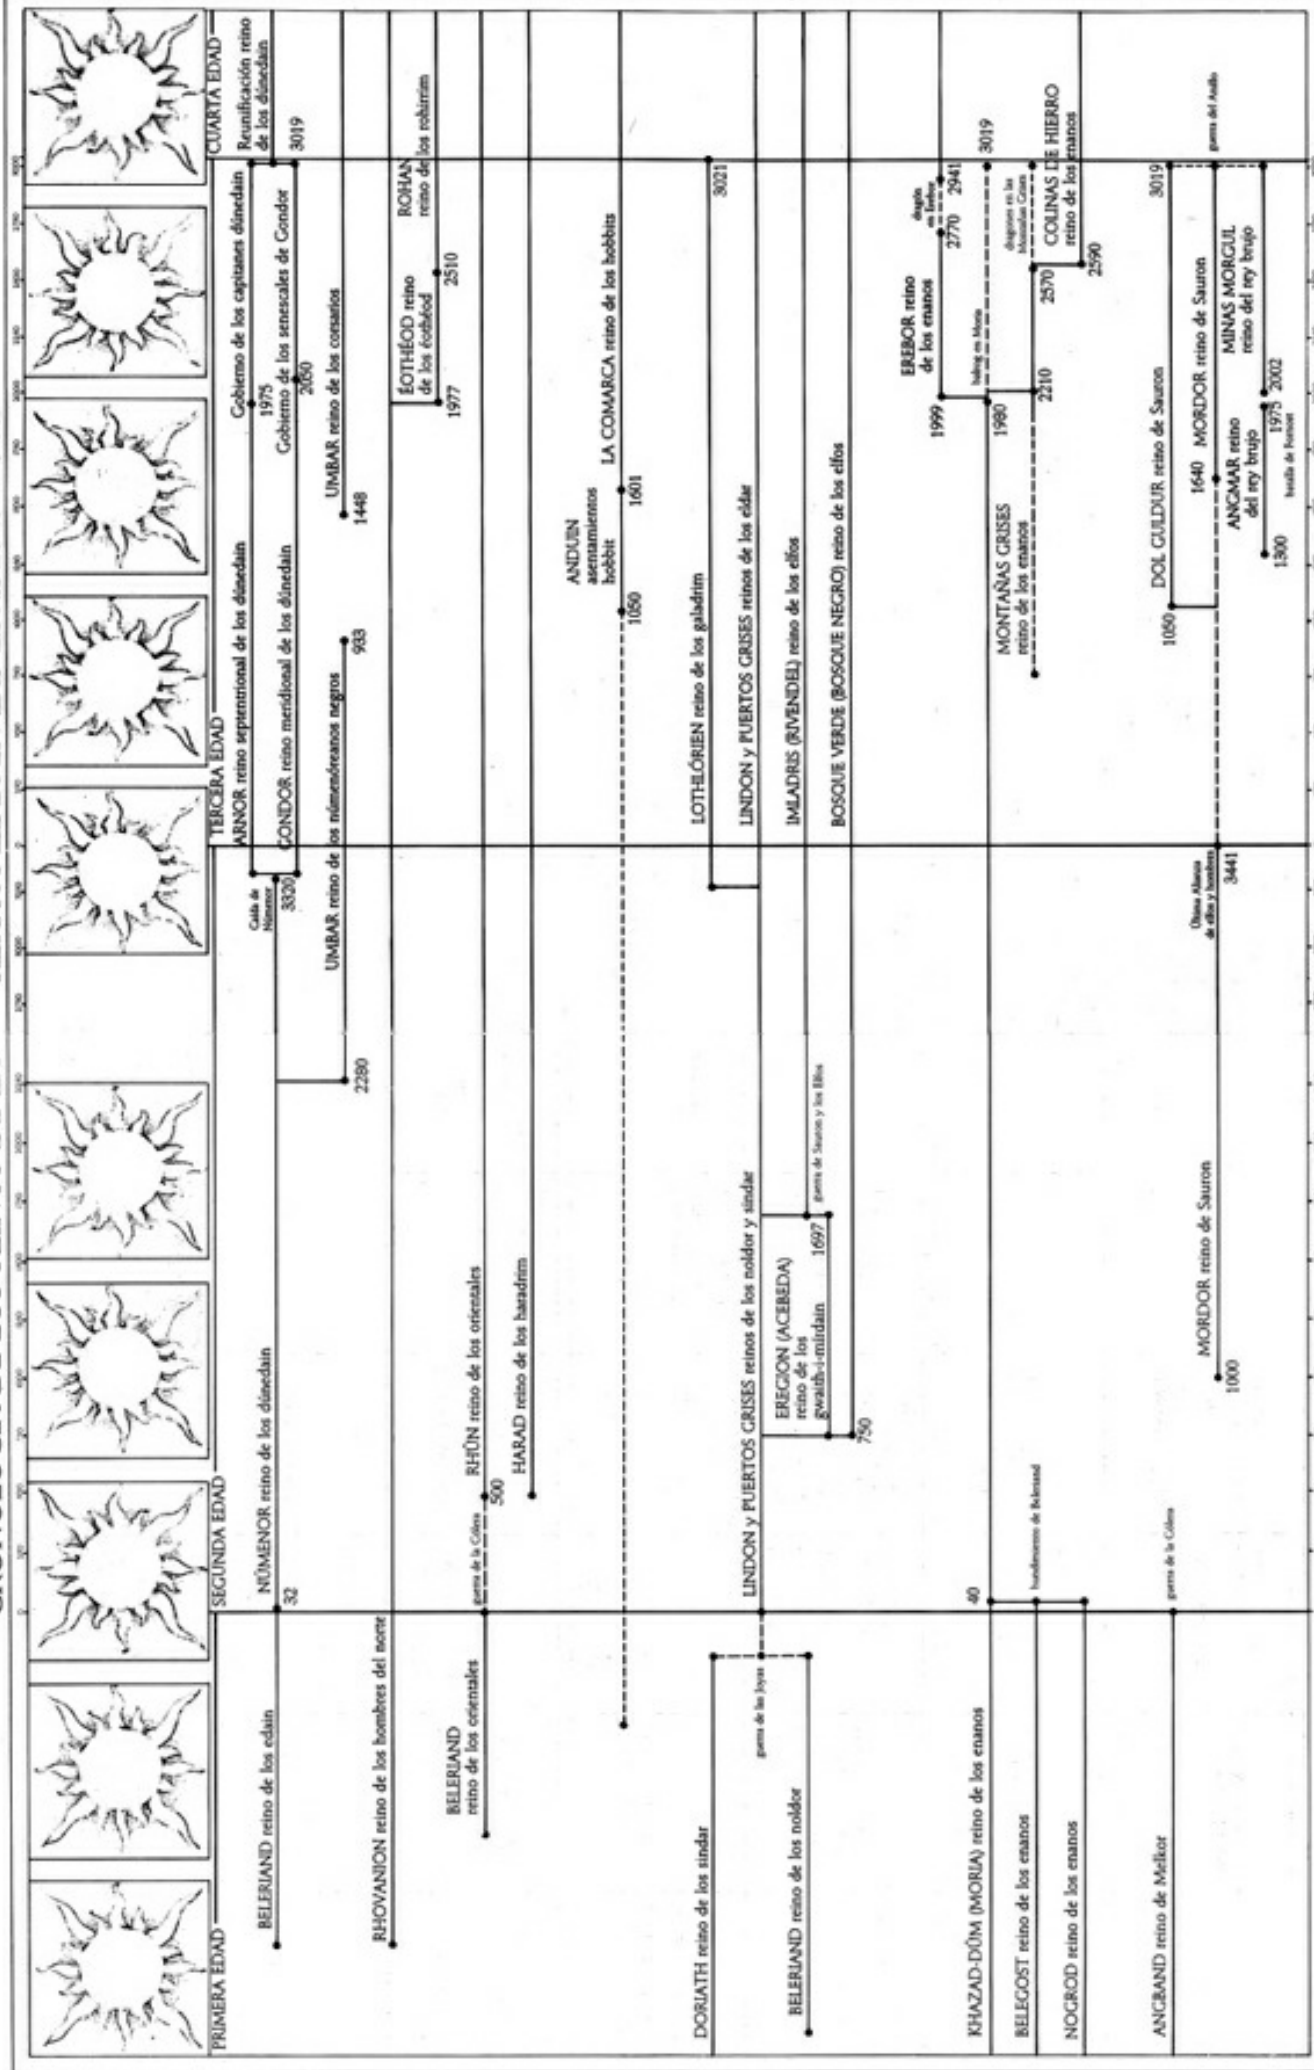 PRIMERA EDAD
SEGUNDA EDAD
TERCERA EDAD
CUARTA EDAD
BELERIAND reino de los edain
32
NÚMENOR reino de los dúnedain
Caída de
Númenor
3320
ARNOR reino septentrional de los dúnedain
Gobierno de los capitanes dúnedain
1975
Reunificación reino
de los dúnedain
GONDOR reino meridional de los dúnedain
Gobierno de los senescales de Gondor
2050
3019
2280
UMBAR reino de los númenóreanos negros
933
UMBAR reino de los corsarios
1448
RHOVANION reino de los hombres del norte
ÉOTHÉOD reino
de los éothéod
1977
ROHAN
reino de los rohirrim
2510
BELERIAND
reino de los orientales
guerra de la Cólera
RHÛN reino de los orientales
500
HARAD reino de los haradrim
ANDUIN
asentamientos
hobbit
1050
LA COMARCA reino de los hobbits
1601
DORIATH reino de los sindar
LOTHLÓRIEN reino de los galadrim
3021
guerra de las Joyas
LINDON y PUERTOS GRISES reinos de los noldor y sindar
LINDON y PUERTOS GRISES reinos de los eldar
BELERIAND reino de los noldor
EREGION (ACEBEDA)
reino de los
gwaith-i-mirdain
1697
guerra de Sauron y los Elfos
IMLADRIS (RIVENDEL) reino de los elfos
750
BOSQUE VERDE (BOSQUE NEGRO) reino de los elfos
EREBOR reino
de los enanos
1999
dragón
en Erebor
2770
2941
KHAZAD-DÛM (MORIA) reino de los enanos
40
balrog en Moria
1980
3019
BELEGOST reino de los enanos
hundimiento de Beleriand
MONTAÑAS GRISES
reino de los enanos
2210
dragones en las
Montañas Grises
2570
NOGROD reino de los enanos
COLINAS DE HIERRO
reino de los enanos
2590
ANGBAND reino de Melkor
guerra de la Cólera
DOL GULDUR reino de Sauron
1050
3019
MORDOR reino de Sauron
1000
Última Alianza
de elfos y hombres
3441
1640 MORDOR reino de Sauron
guerra del Anillo
ANGMAR reino
del rey brujo
1300
1975
batalla de Fornost
MINAS MORGUL
reino del rey brujo
2002